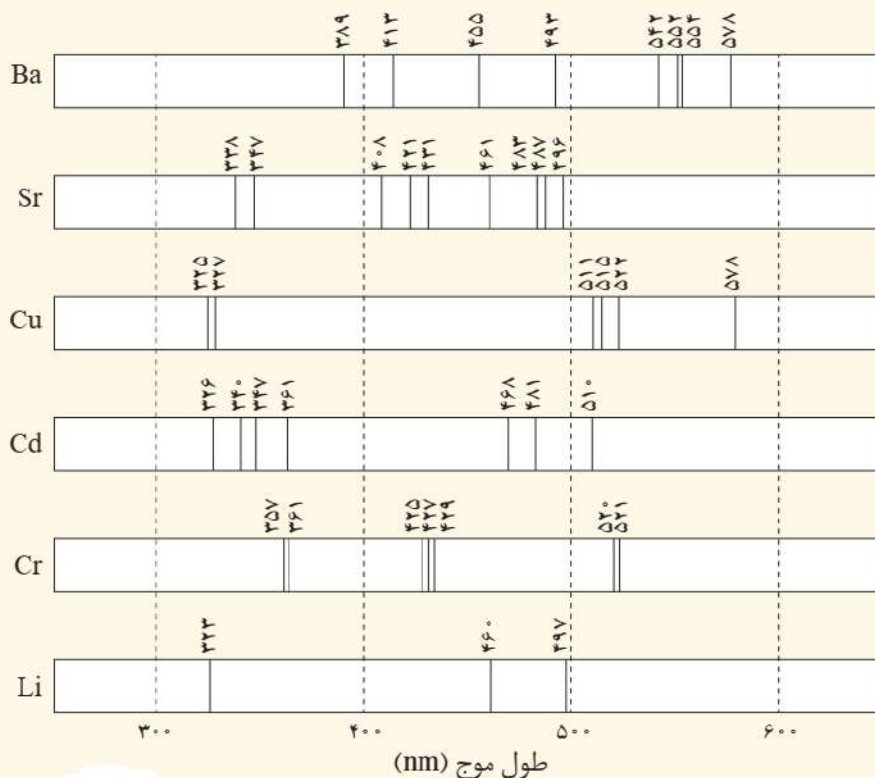 ۳۸۹ ۴۱۳ ۴۵۵ ۴۹۳ ۵۴۲ ۵۵۲ ۵۵۴ ۵۷۸
Ba
۳۳۸ ۳۴۷ ۴۰۸ ۴۲۱ ۴۳۱ ۴۶۱ ۴۸۳ ۴۸۷ ۴۹۶
Sr
۳۲۵ ۳۲۷ ۵۱۱ ۵۱۵ ۵۲۲ ۵۷۸
Cu
۳۲۶ ۳۴۰ ۳۴۷ ۳۶۱ ۴۶۸ ۴۸۱ ۵۱۰
Cd
۳۵۷ ۳۶۱ ۴۲۵ ۴۲۷ ۴۲۹ ۵۲۰ ۵۲۱
Cr
۳۲۳ ۴۶۰ ۴۹۷
Li
۳۰۰ ۴۰۰ ۵۰۰ ۶۰۰
طول موج (nm)